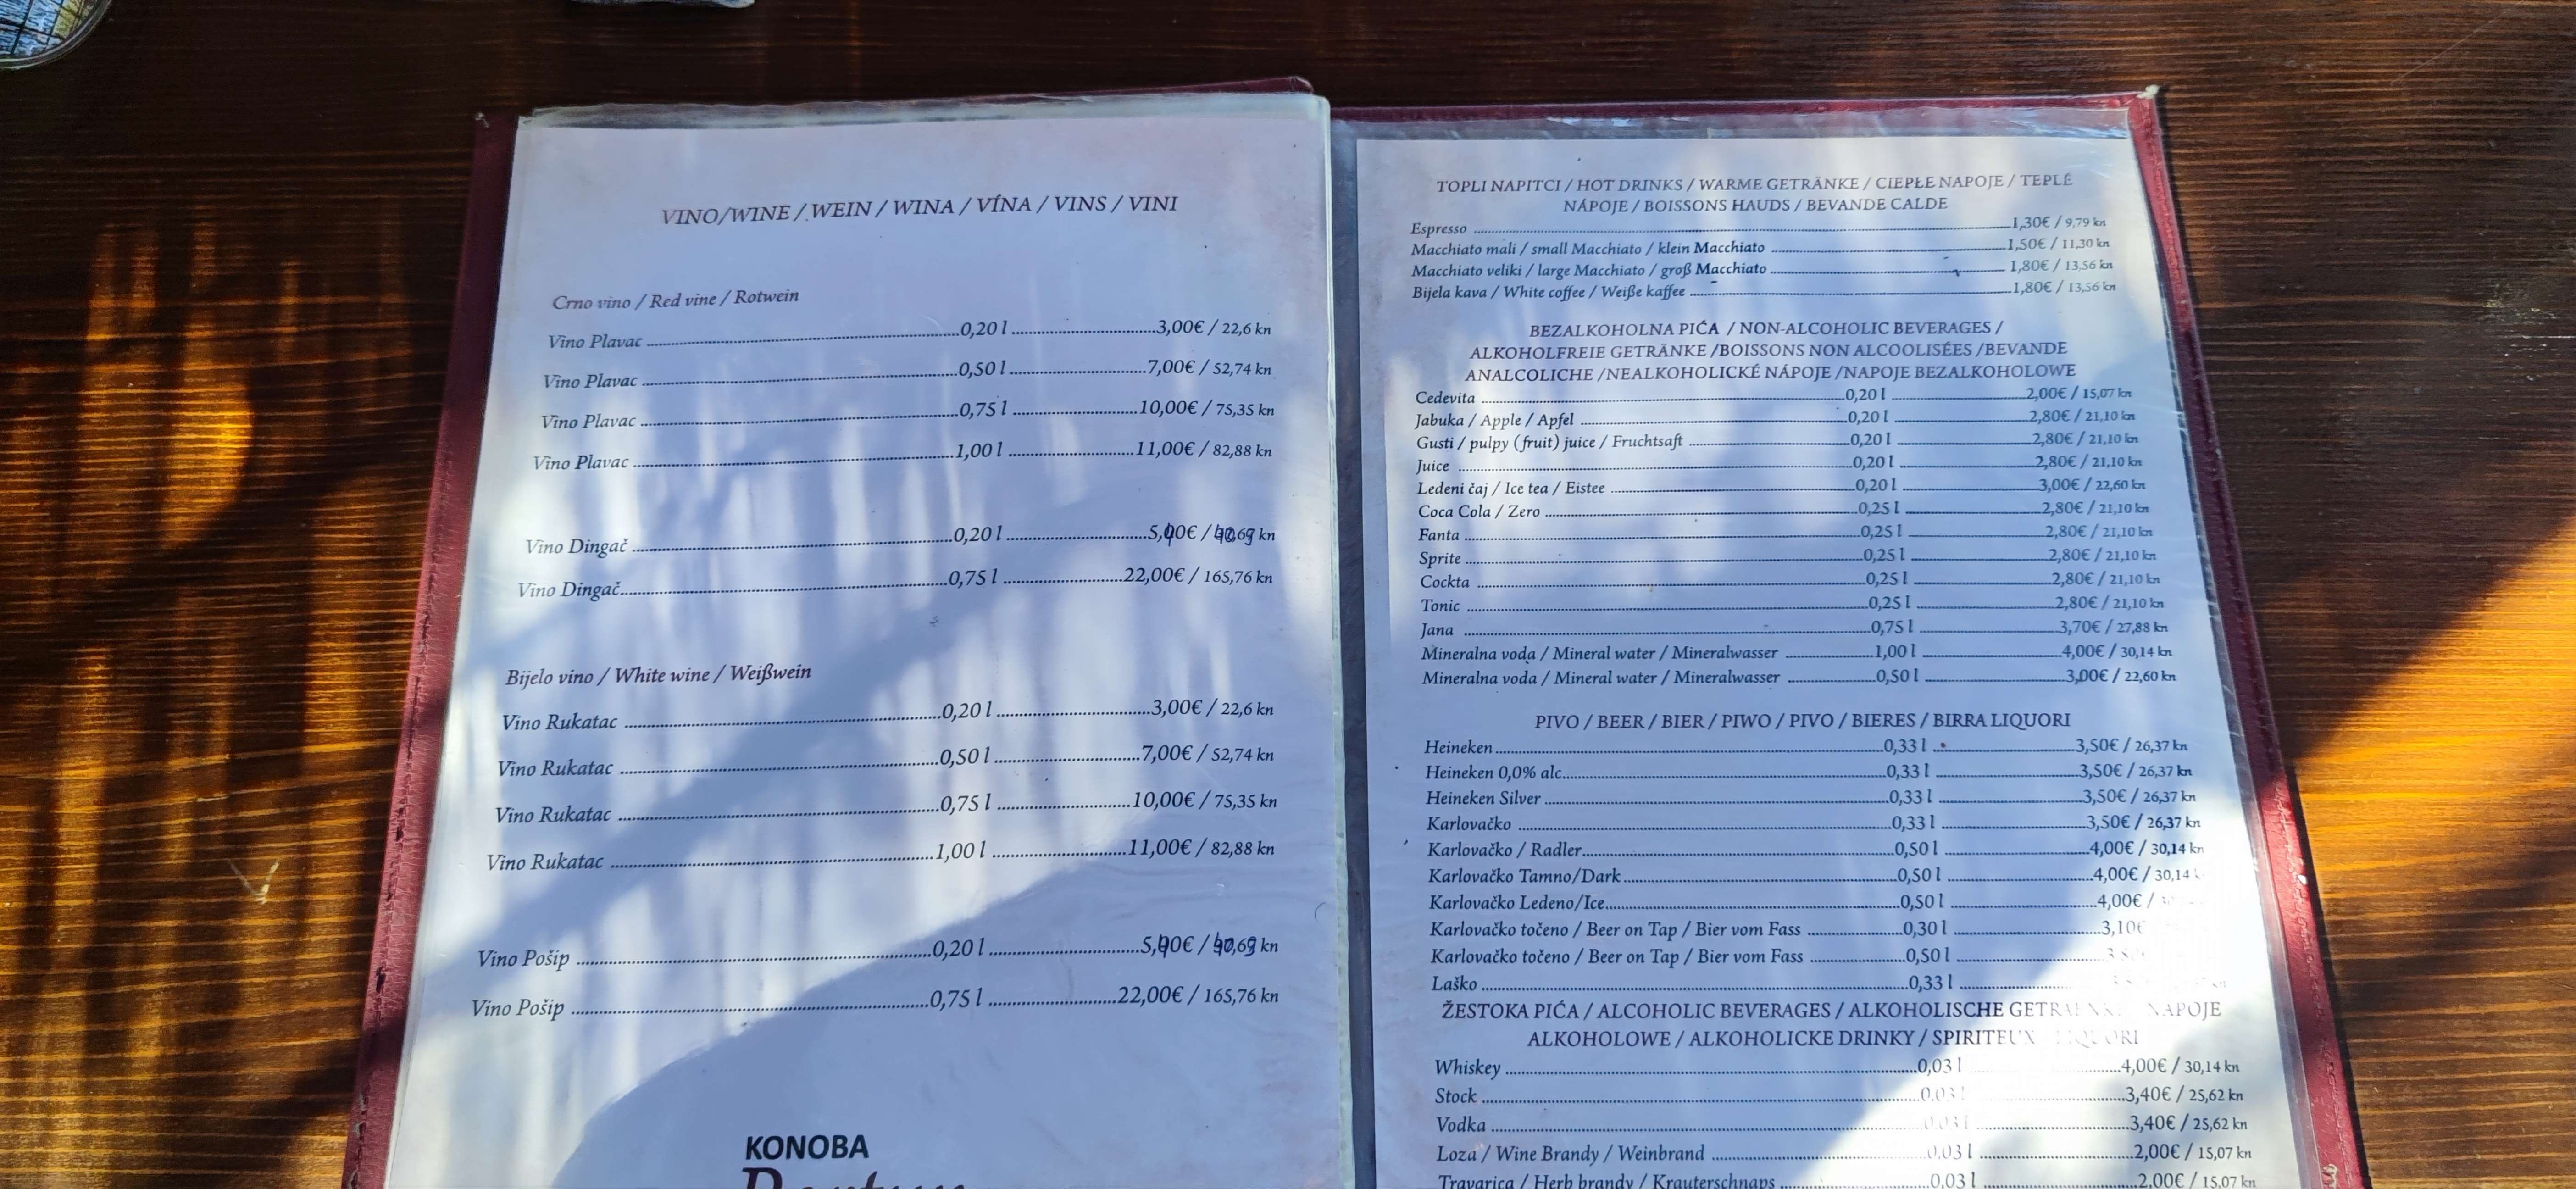 VINO/WINE / WEIN / WINA / VÍNA / VINS / VINI
Crno vino / Red vine / Rotwein
Vino Plavac 0,20 l 3,00€ / 22,6 kn
Vino Plavac 0,50 l 7,00€ / 52,74 kn
Vino Plavac 0,75 l 10,00€ / 75,35 kn
Vino Plavac 1,00 l 11,00€ / 82,88 kn
Vino Dingač 0,20 l 5,40€ / 40,69 kn
Vino Dingač 0,75 l 22,00€ / 165,76 kn
Bijelo vino / White wine / Weißwein
Vino Rukatac 0,20 l 3,00€ / 22,6 kn
Vino Rukatac 0,50 l 7,00€ / 52,74 kn
Vino Rukatac 0,75 l 10,00€ / 75,35 kn
Vino Rukatac 1,00 l 11,00€ / 82,88 kn
Vino Pošip 0,20 l 5,40€ / 40,69 kn
Vino Pošip 0,75 l 22,00€ / 165,76 kn
KONOBA
TOPLI NAPITCI / HOT DRINKS / WARME GETRÄNKE / CIEPŁE NAPOJE / TEPLÉ
NÁPOJE / BOISSONS HAUDS / BEVANDE CALDE
Espresso 1,30€ / 9,79 kn
Macchiato mali / small Macchiato / klein Macchiato 1,50€ / 11,30 kn
Macchiato veliki / large Macchiato / groß Macchiato 1,80€ / 13,56 kn
Bijela kava / White coffee / Weiße kaffee 1,80€ / 13,56 kn
BEZALKOHOLNA PIĆA / NON-ALCOHOLIC BEVERAGES /
ALKOHOLFREIE GETRÄNKE /BOISSONS NON ALCOOLISÉES /BEVANDE
ANALCOLICHE /NEALKOHOLICKÉ NÁPOJE /NAPOJE BEZALKOHOLOWE
Cedevita 0,20 l 2,00€ / 15,07 kn
Jabuka / Apple / Apfel 0,20 l 2,80€ / 21,10 kn
Gusti / pulpy (fruit) juice / Fruchtsaft 0,20 l 2,80€ / 21,10 kn
Juice 0,20 l 2,80€ / 21,10 kn
Ledeni čaj / Ice tea / Eistee 0,20 l 3,00€ / 22,60 kn
Coca Cola / Zero 0,25 l 2,80€ / 21,10 kn
Fanta 0,25 l 2,80€ / 21,10 kn
Sprite 0,25 l 2,80€ / 21,10 kn
Cockta 0,25 l 2,80€ / 21,10 kn
Tonic 0,25 l 2,80€ / 21,10 kn
Jana 0,75 l 3,70€ / 27,88 kn
Mineralna voda / Mineral water / Mineralwasser 1,00 l 4,00€ / 30,14 kn
Mineralna voda / Mineral water / Mineralwasser 0,50 l 3,00€ / 22,60 kn
PIVO / BEER / BIER / PIWO / PIVO / BIERES / BIRRA LIQUORI
Heineken 0,33 l 3,50€ / 26,37 kn
Heineken 0,0% alc 0,33 l 3,50€ / 26,37 kn
Heineken Silver 0,33 l 3,50€ / 26,37 kn
Karlovačko 0,33 l 3,50€ / 26,37 kn
Karlovačko / Radler 0,50 l 4,00€ / 30,14 kn
Karlovačko Tamno/Dark 0,50 l 4,00€ / 30,14
Karlovačko Ledeno/Ice 0,50 l 4,00€ /
Karlovačko točeno / Beer on Tap / Bier vom Fass 0,30 l 3,10€
Karlovačko točeno / Beer on Tap / Bier vom Fass 0,50 l
Laško 0,33 l
ŽESTOKA PIĆA / ALCOHOLIC BEVERAGES / ALKOHOLISCHE NAPOJE
ALKOHOLOWE / ALKOHOLICKE DRINKY / SPIRITEUX LIQUORI
Whiskey 0,03 l 4,00€ / 30,14 kn
Stock 0,03 l 3,40€ / 25,62 kn
Vodka 0,03 l 3,40€ / 25,62 kn
Loza / Wine Brandy / Weinbrand 0,03 l 2,00€ / 15,07 kn
Travarica / Herb brandy / Krauterschnaps 0,03 l 2,00€ / 15,07 kn